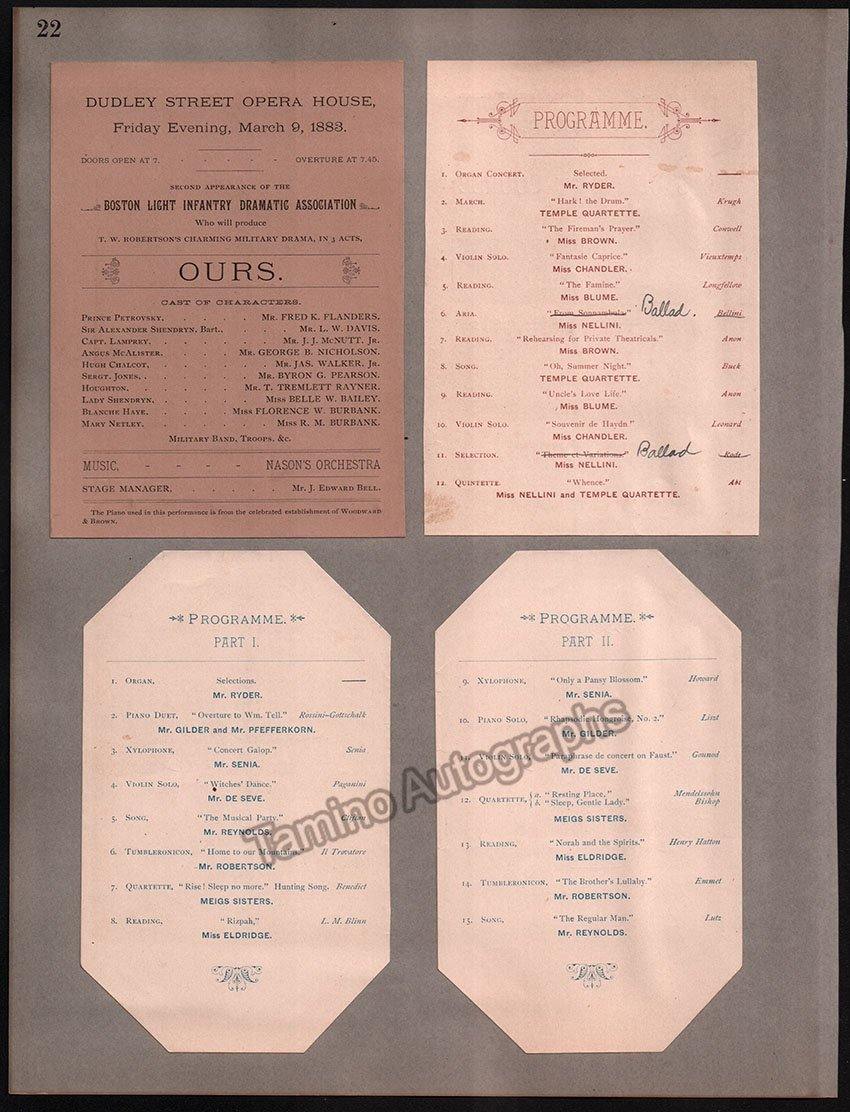 22
DUDLEY STREET OPERA HOUSE,
Friday Evening, March 9, 1883.
DOORS OPEN AT 7. - - - - - OVERTURE AT 7.45.
SECOND APPEARANCE OF THE
BOSTON LIGHT INFANTRY DRAMATIC ASSOCIATION
Who will produce
T. W. ROBERTSON'S CHARMING MILITARY DRAMA, IN 3 ACTS,
OURS.
CAST OF CHARACTERS.
PRINCE PETROVSKY, . . . . MR. FRED K. FLANDERS.
SIR ALEXANDER SHENDRYN, Bart., . . . MR. L. W. DAVIS.
CAPT. LAMPREY, . . . . MR. J. J. McNUTT, JR.
ANGUS McALISTER, . . . MR. GEORGE B. NICHOLSON.
HUGH CHALCOT, . . . . MR. JAS. WALKER, JR.
SERGT. JONES, . . . . MR. BYRON G. PEARSON.
HOUGHTON, . . . . MR. T. TREMLETT RAYNER.
LADY SHENDRYN, . . . . MISS BELLE W. BAILEY.
BLANCHE HAYE, . . . MISS FLORENCE W. BURBANK.
MARY NETLEY, . . . . MISS R. M. BURBANK.
MILITARY BAND, TROOPS, &c.
MUSIC, - - - - NASON'S ORCHESTRA
STAGE MANAGER, . . . . MR. J. EDWARD BELL.
The Piano used in this performance is from the celebrated establishment of WOODWARD
& BROWN.
PROGRAMME.
1. ORGAN CONCERT. Selected.
Mr. RYDER.
2. MARCH. "Hark! the Drum." Krugh
TEMPLE QUARTETTE.
3. READING. "The Fireman's Prayer." Conwell
Miss BROWN.
4. VIOLIN SOLO. "Fantasie Caprice." Vieuxtemps
Miss CHANDLER.
5. READING. "The Famine." Longfellow
Miss BLUME.
6. ARIA. "From Sonnambula" Ballad. Bellini
Miss NELLINI.
7. READING. "Rehearsing for Private Theatricals." Anon
Miss BROWN.
8. SONG. "Oh, Summer Night." Buck
TEMPLE QUARTETTE.
9. READING. "Uncle's Love Life." Anon
Miss BLUME.
10. VIOLIN SOLO. "Souvenir de Haydn" Leonard
Miss CHANDLER.
11. SELECTION. "Theme et Variations." Ballad Rode
Miss NELLINI.
12. QUINTETTE. "Whence." Abt
Miss NELLINI and TEMPLE QUARTETTE.
PROGRAMME.
PART I.
1. ORGAN, Selections.
Mr. RYDER.
2. PIANO DUET, "Overture to Wm. Tell." Rossini-Gottschalk
Mr. GILDER and Mr. PFEFFERKORN.
3. XYLOPHONE, "Concert Galop." Senia
Mr. SENIA.
4. VIOLIN SOLO, "Witches' Dance." Paganini
Mr. DE SEVE.
5. SONG, "The Musical Party." Clifton
Mr. REYNOLDS.
6. TUMBLERONICON, "Home to our Mountains." Il Trovatore
Mr. ROBERTSON.
7. QUARTETTE, "Rise! Sleep no more." Hunting Song. Benedict
MEIGS SISTERS.
8. READING, "Rizpah," L. M. Blinn
Miss ELDRIDGE.
PROGRAMME.
PART II.
9. XYLOPHONE, "Only a Pansy Blossom." Howard
Mr. SENIA.
10. PIANO SOLO, "Rhapsodie Hongroise, No. 2." Liszt
Mr. GILDER.
11. VIOLIN SOLO, "Paraphrase de concert on Faust." Gounod
Mr. DE SEVE.
12. QUARTETTE, a. "Resting Place." Mendelssohn
b. "Sleep, Gentle Lady." Bishop
MEIGS SISTERS.
13. READING, "Norah and the Spirits." Henry Hatton
Miss ELDRIDGE.
14. TUMBLERONICON, "The Brother's Lullaby." Emmet
Mr. ROBERTSON.
15. SONG, "The Regular Man." Lutz
Mr. REYNOLDS.
Tamino Autographs